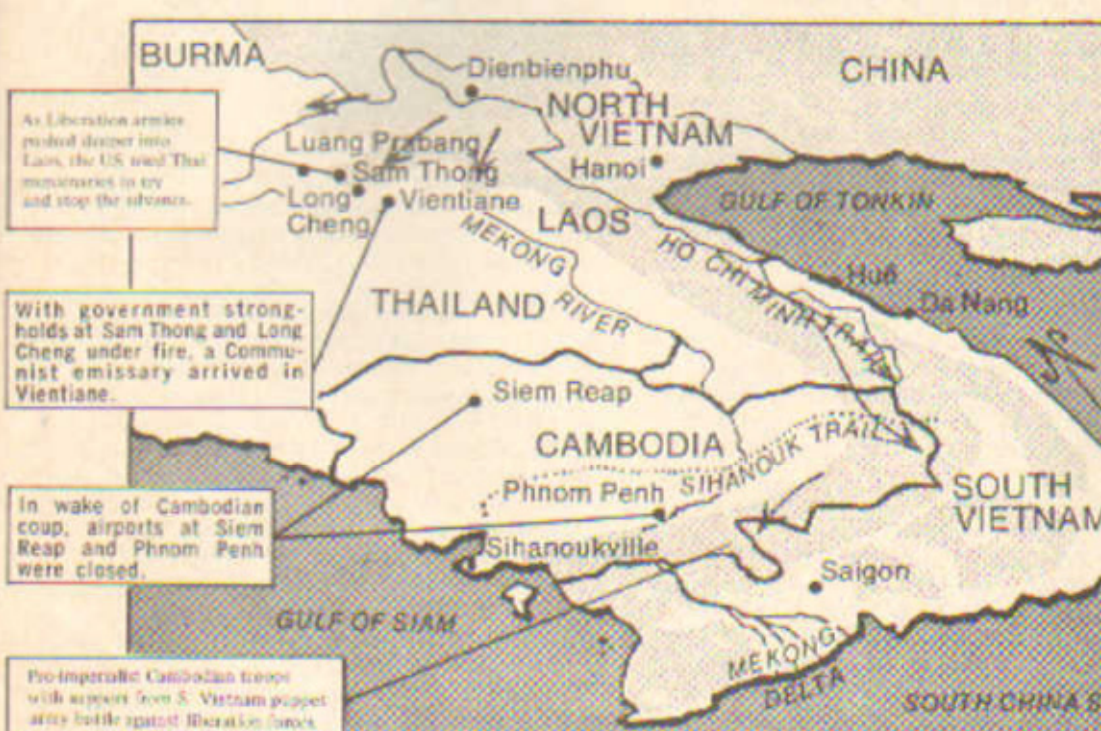 BURMA
CHINA
Dienbienphu
NORTH
VIETNAM
Hanoi
As Liberation armies
pushed deeper into
Laos, the US used Thai
mercenaries to try
and stop the advance.
Luang Prabang
Sam Thong
Long
Cheng
Vientiane
GULF OF TONKIN
LAOS
MEKONG
RIVER
HO CHI MINH TRAIL
Hué
Da Nang
THAILAND
With government strong-
holds at Sam Thong and Long
Cheng under fire, a Commu-
nist emissary arrived in
Vientiane.
Siem Reap
CAMBODIA
SIHANOUK TRAIL
Phnom Penh
SOUTH
VIETNAM
In wake of Cambodian
coup, airports at Siem
Reap and Phnom Penh
were closed.
Sihanoukville
Saigon
GULF OF SIAM
MEKONG
DELTA
SOUTH CHINA S
Pro-imperialist Cambodian troops
with support from S. Vietnam puppet
army battle against liberation forces